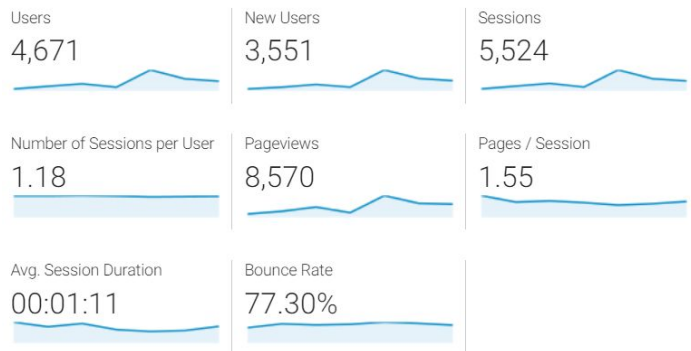 Users
4,671
New Users
3,551
Sessions
5,524
Number of Sessions per User
1.18
Pageviews
8,570
Pages / Session
1.55
Avg. Session Duration
00:01:11
Bounce Rate
77.30%